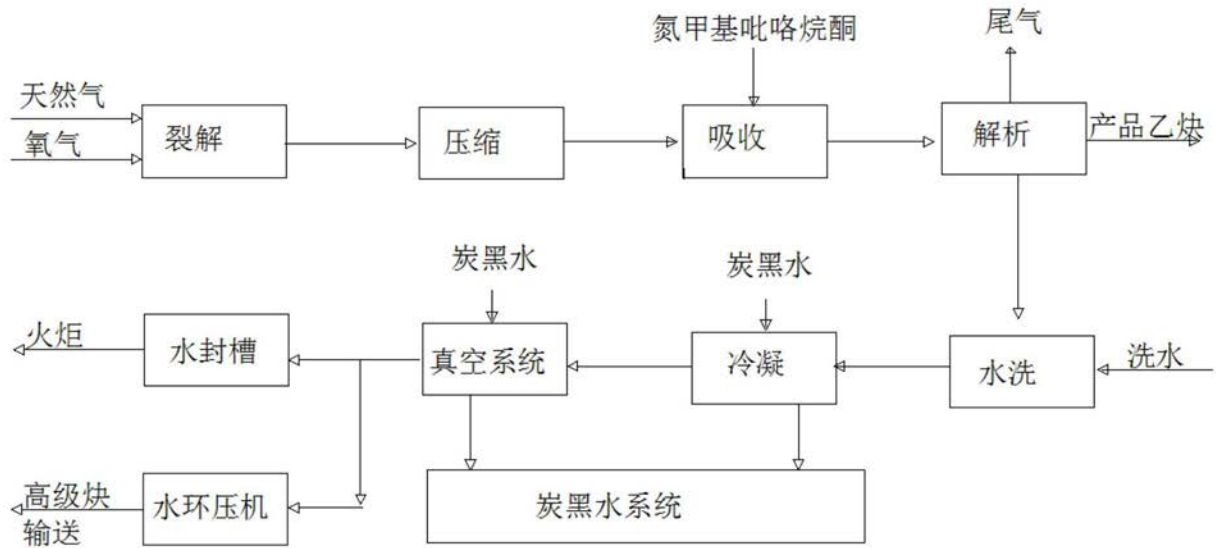 氮甲基吡咯烷酮
尾气
天然气
氧气
裂解
压缩
吸收
解析
产品乙炔
炭黑水
炭黑水
火炬
水封槽
真空系统
冷凝
水洗
洗水
高级炔
输送
水环压机
炭黑水系统